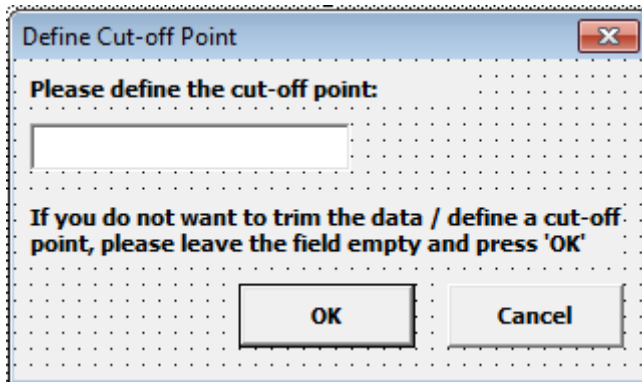 Define Cut-off Point
Please define the cut-off point:
If you do not want to trim the data / define a cut-off
point, please leave the field empty and press 'OK'
OK
Cancel